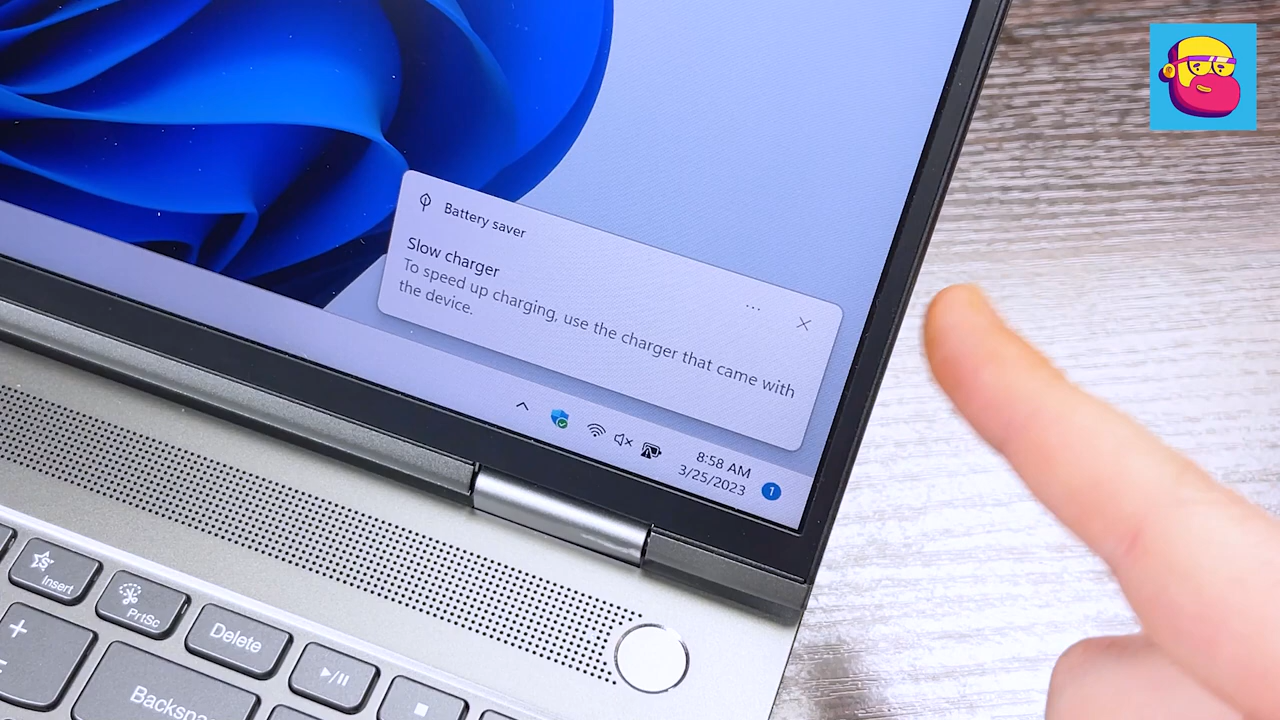 Battery saver
Slow charger
To speed up charging, use the charger that came with
the device.
8:58 AM
3/25/2023
1
Insert
PrtSc
Delete
+
Backspa